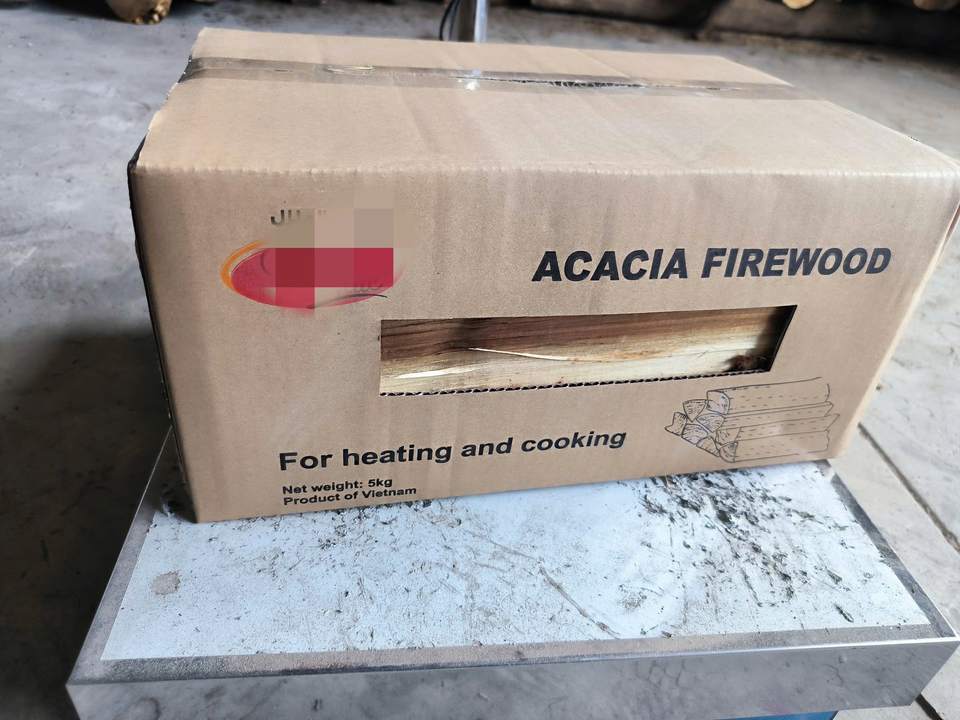 ACACIA FIREWOOD
For heating and cooking
Net weight: 5kg
Product of Vietnam